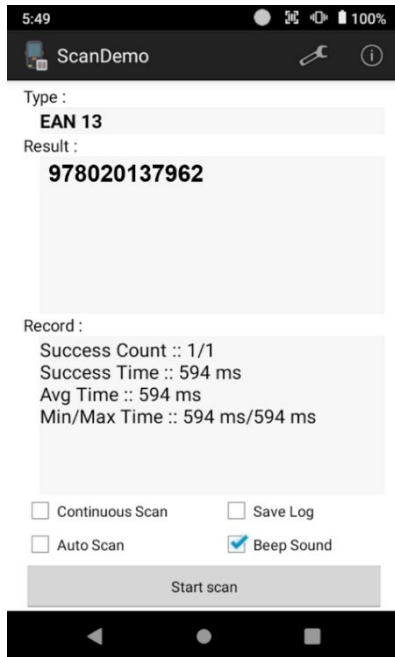 5:49
100%
ScanDemo
Type :
EAN 13
Result :
978020137962
Record :
Success Count :: 1/1
Success Time :: 594 ms
Avg Time :: 594 ms
Min/Max Time :: 594 ms/594 ms
Continuous Scan
Save Log
Auto Scan
Beep Sound
Start scan